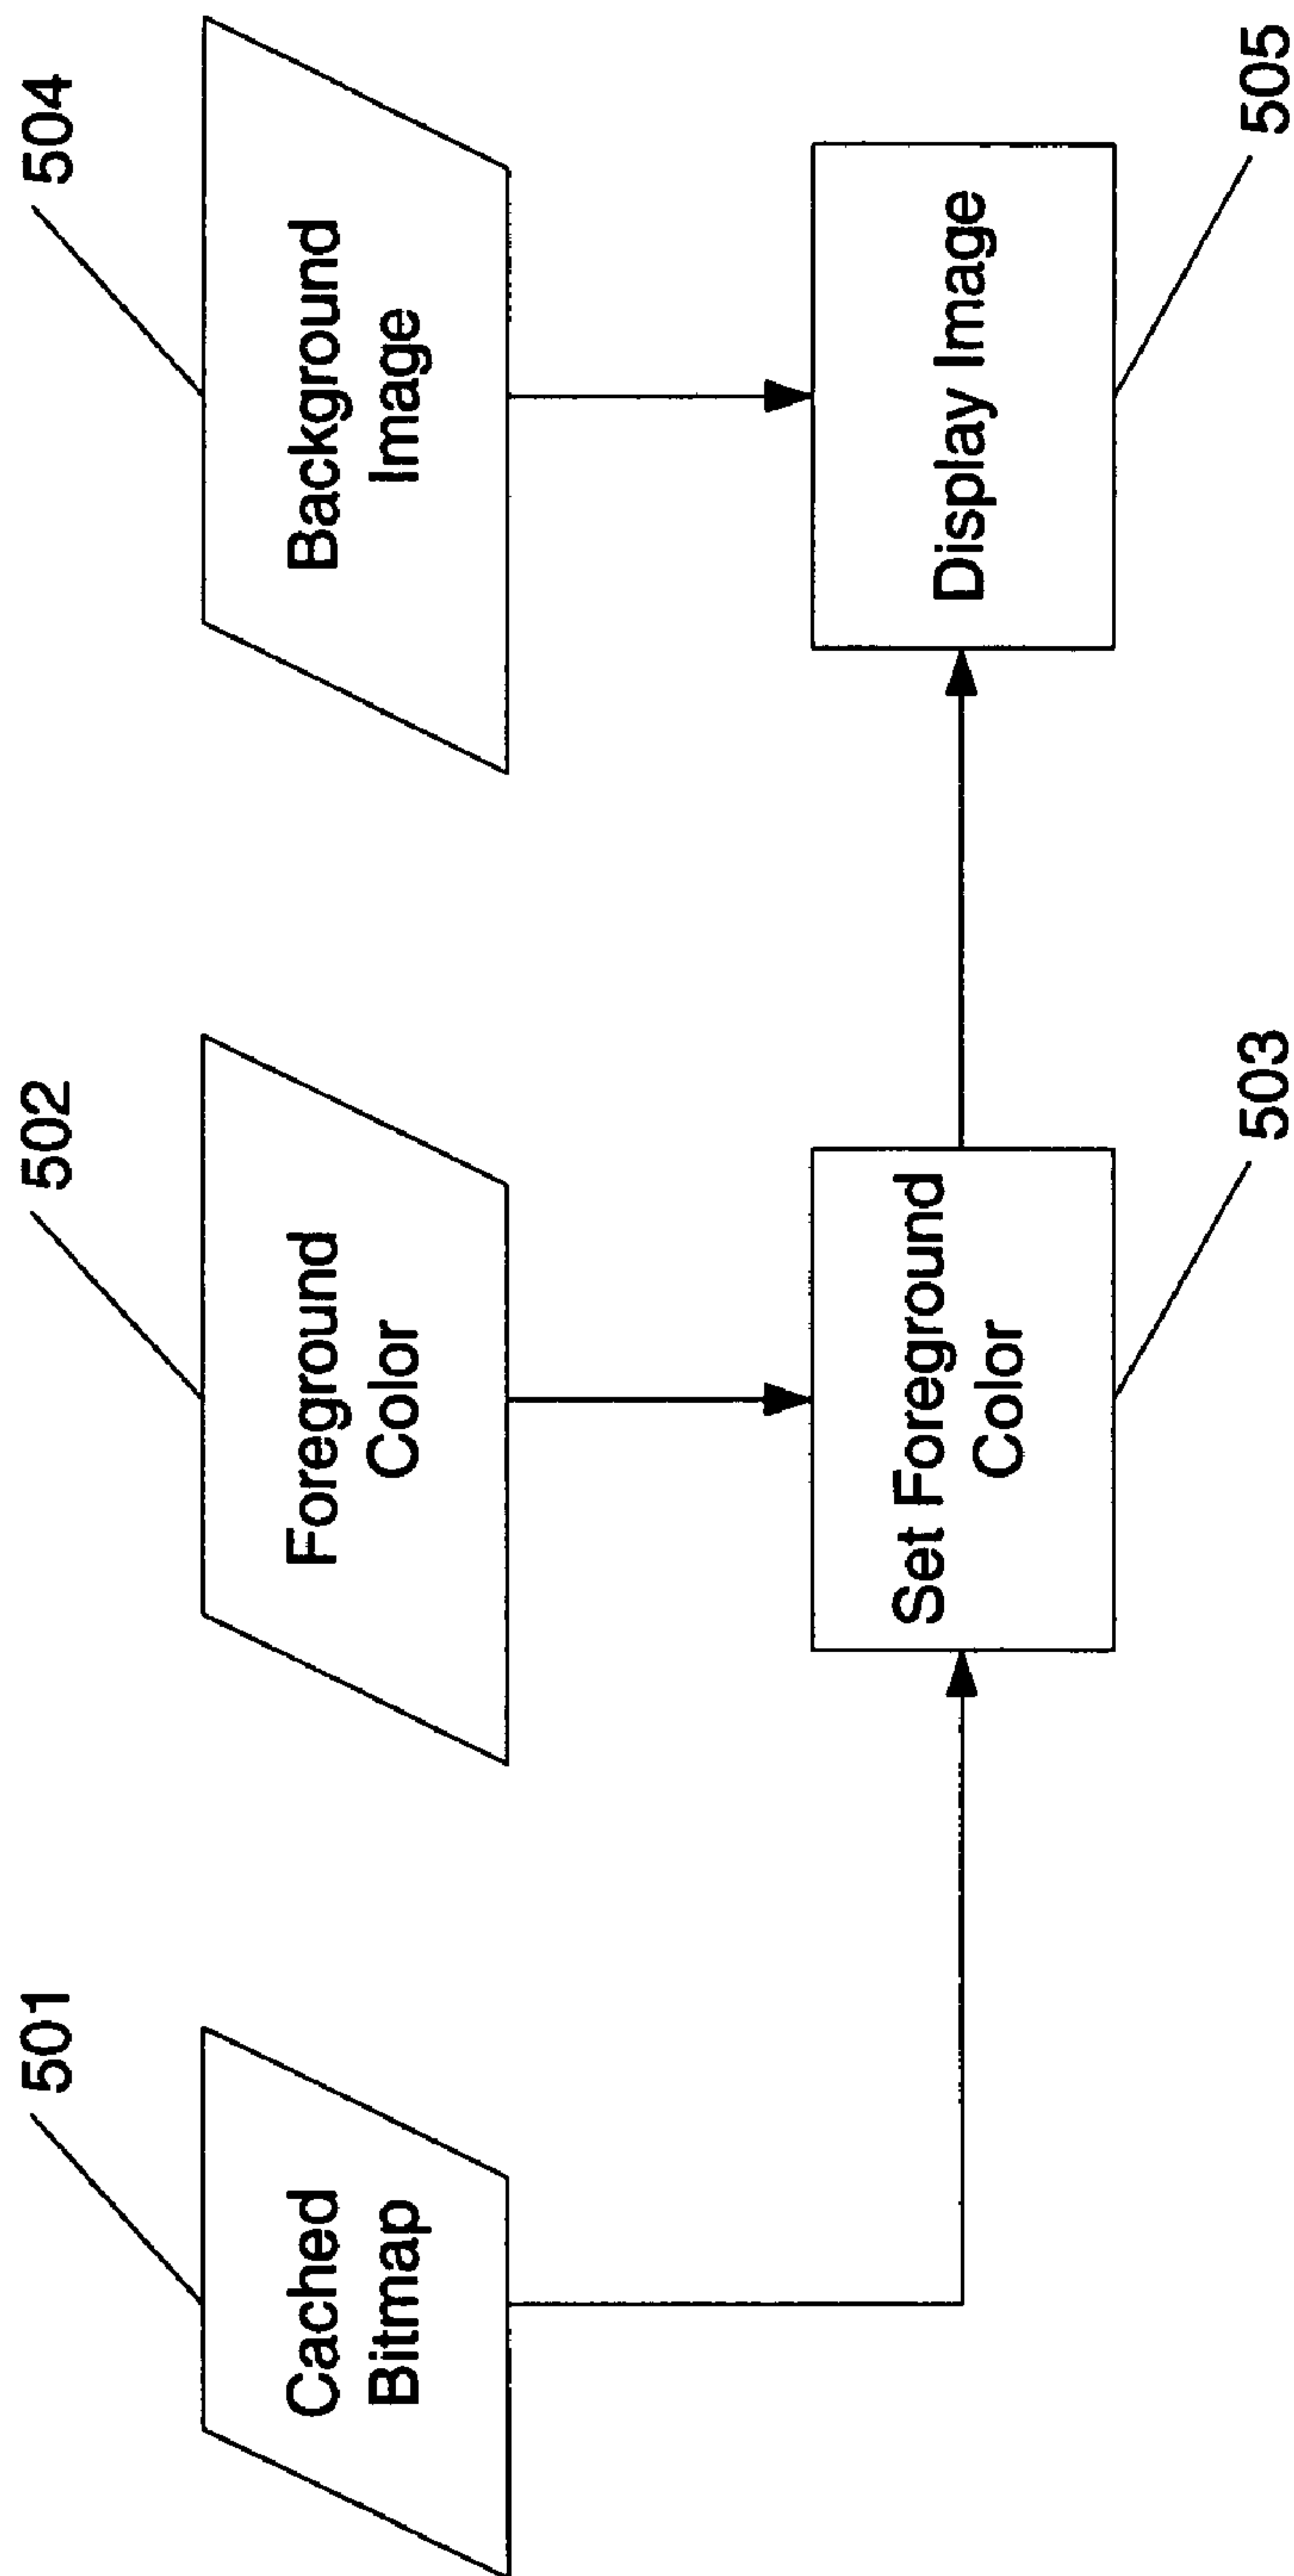 501
Cached
Bitmap
502
Foreground
Color
504
Background
Image
Set Foreground
Color
503
Display Image
505